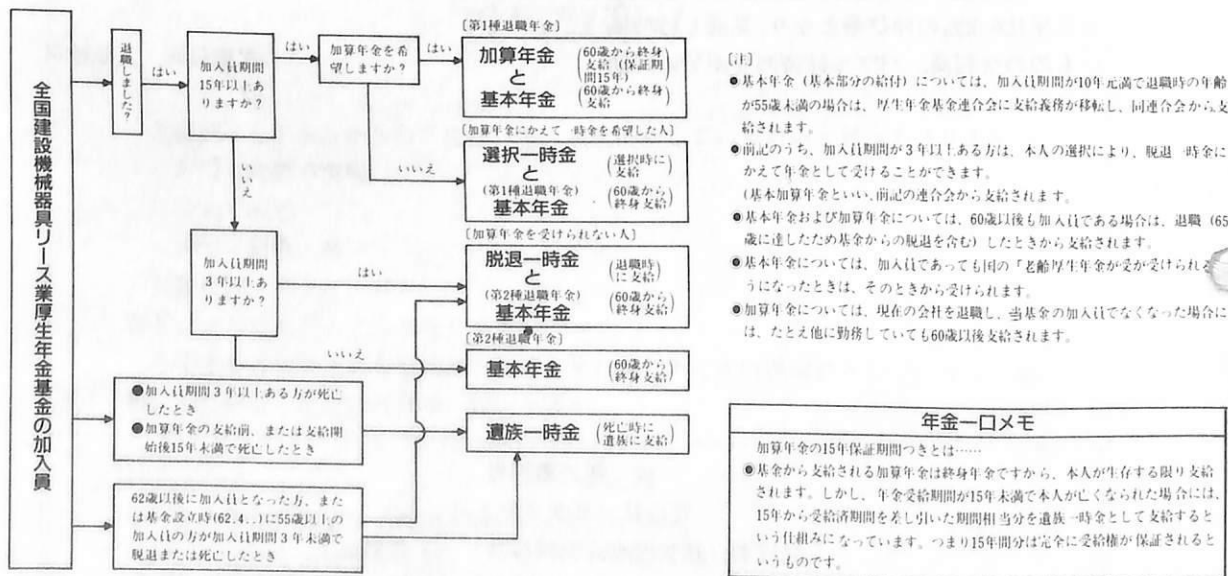 全国建設機械器具リース業厚生年金基金の加入員
退職しました?
はい
加入員期間
15年以上あ
りますか?
はい
加算年金を希
望しますか?
はい
[第1種退職年金]
加算年金
と
基本年金
(60歳から終身
支給(保証期
間15年)
(60歳から終身
支給)
いいえ
[加算年金にかえて一時金を希望した人]
選択一時金
と
(第1種退職年金)
基本年金
(選択時に
支給)
(60歳から
終身支給)
いいえ
加入員期間
3年以上あ
りますか?
はい
[加算年金を受けられない人]
脱退一時金
と
(第2種退職年金)
基本年金
(退職時
に支給)
(60歳から
終身支給)
いいえ
[第2種退職年金]
基本年金
(60歳から
終身支給)
●加入員期間3年以上ある方が死亡
したとき
●加算年金の支給前、または支給開
始後15年未満で死亡したとき
遺族一時金
(死亡時に
遺族に支給)
62歳以後に加入員となった方、また
は基金設立時(62.4..)に55歳以上の
加入員の方が加入員期間3年未満で
脱退または死亡したとき
[注]
●基本年金(基本部分の給付)については、加入員期間が10年元満で退職時の年齢
が55歳未満の場合は、厚生年金基金連合会に支給義務が移転し、同連合会から支
給されます。
●前記のうち、加入員期間が3年以上ある方は、本人の選択により、脱退一時金に
かえて年金として受けることができます。
(基本加算年金といい、前記の連合会から支給されます。
●基本年金および加算年金については、60歳以後も加入員である場合は、退職(65
歳に達したため基金からの脱退を含む)したときから支給されます。
●基本年金については、加入員であっても国の「老齢厚生年金が受が受けられる
うになったときは、そのときから受けられます。
●加算年金については、現在の会社を退職し、当基金の加入員でなくなった場合に
は、たとえ他に勤務していても60歳以後支給されます。
年金一口メモ
加算年金の15年保証期間つきとは……
●基金から支給される加算年金は終身年金ですから、本人が生存する限り支給
されます。しかし、年金受給期間が15年未満で本人が亡くなられた場合には、
15年から受給済期間を差し引いた期間相当分を遺族一時金として支給すると
いう仕組みになっています。つまり15年間分は完全に受給権が保証されると
いうものです。